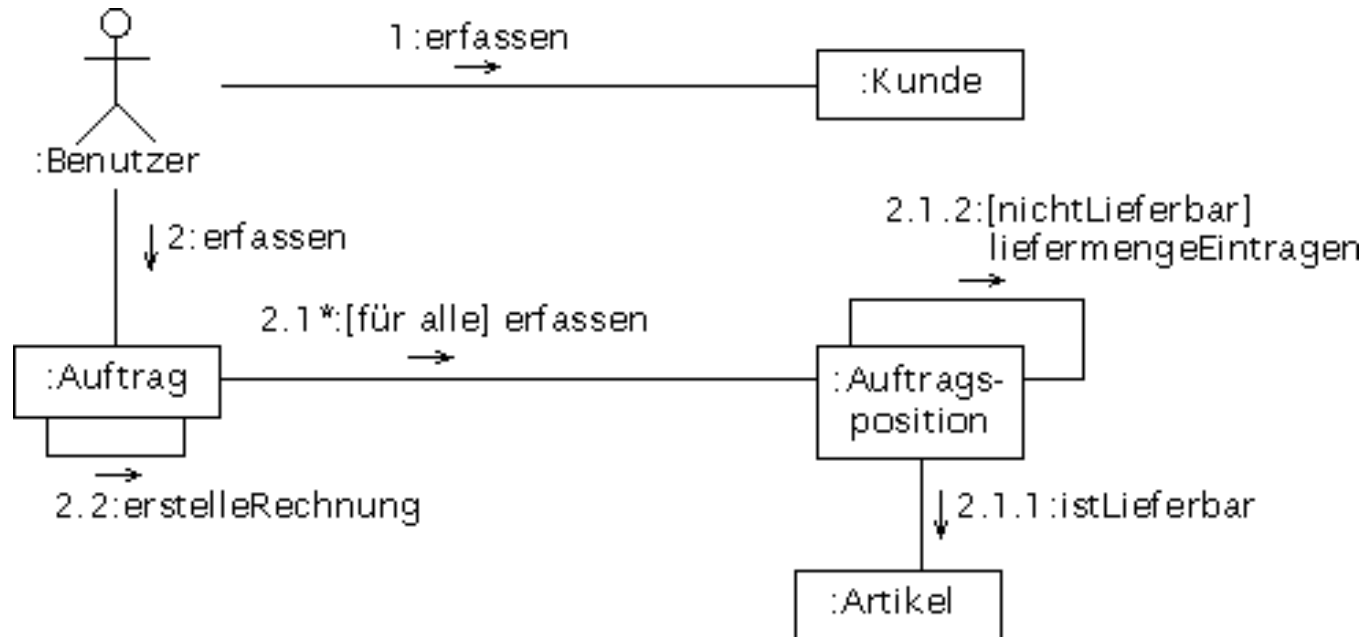 1:erfassen
:Kunde
:Benutzer
2.1.2:[nichtLieferbar]
liefermengeEintragen
2:erfassen
2.1*:[für alle] erfassen
:Auftrag
:Auftrags-
position
2.2:erstelleRechnung
2.1.1:istLieferbar
:Artikel